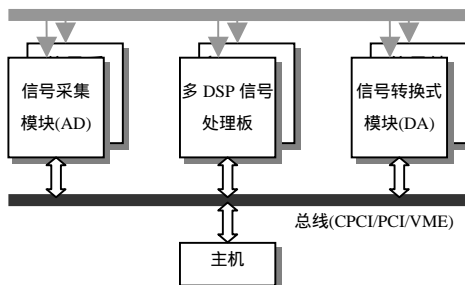 信号采集
模块(AD)
多 DSP 信号
处理板
信号转换式
模块(DA)
总线(CPCI/PCI/VME)
主机